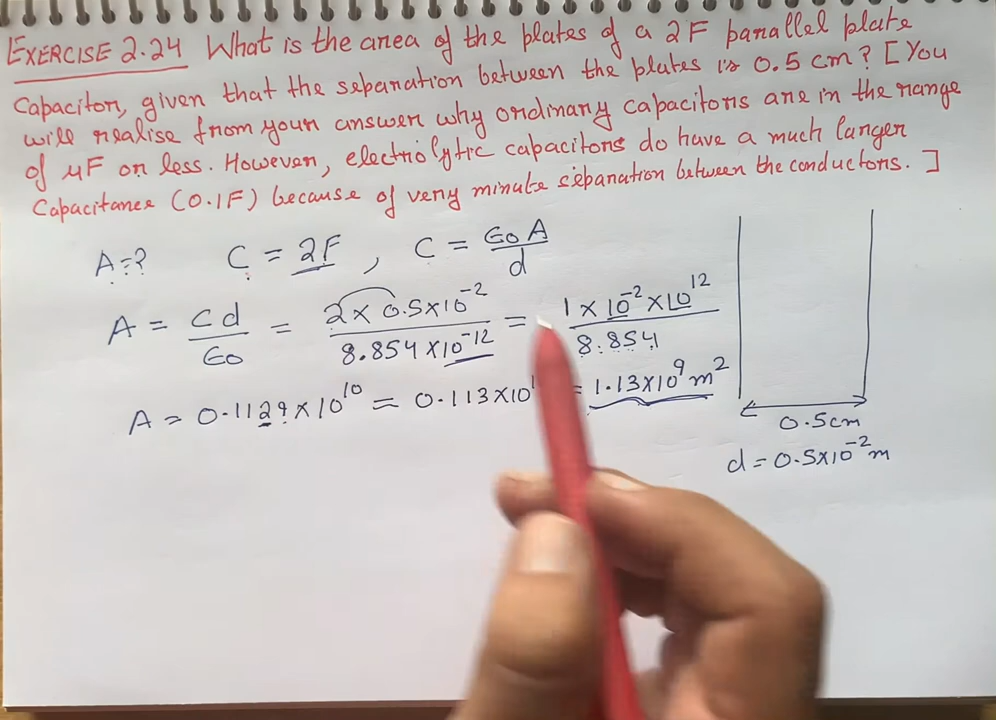 EXERCISE 2.24 What is the area of the plates of a 2F parallel plate
capacitor, given that the separation between the plates is 0.5 cm? [You
will realise from your answer why ordinary capacitors are in the range
of μF or less. However, electrolytic capacitors do have a much larger
Capacitance (0.1F) because of very minute separation between the conductors. ]
A=? C = 2F , C = ε₀A/d
A = Cd/ε₀ = 2 × 0.5×10⁻²/8.854×10⁻¹² = 1 × 10⁻² × 10¹²/8.854
A = 0.1129 × 10¹⁰ = 0.113×10¹ = 1.13×10⁹ m²
0.5cm
d = 0.5×10⁻² m